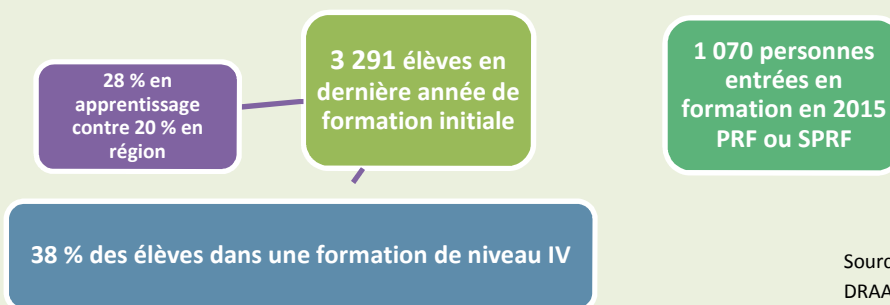 28 % en
apprentissage
contre 20 % en
région
3 291 élèves en
dernière année de
formation initiale
1 070 personnes
entrées en
formation en 2015
PRF ou SPRF
38 % des élèves dans une formation de niveau IV